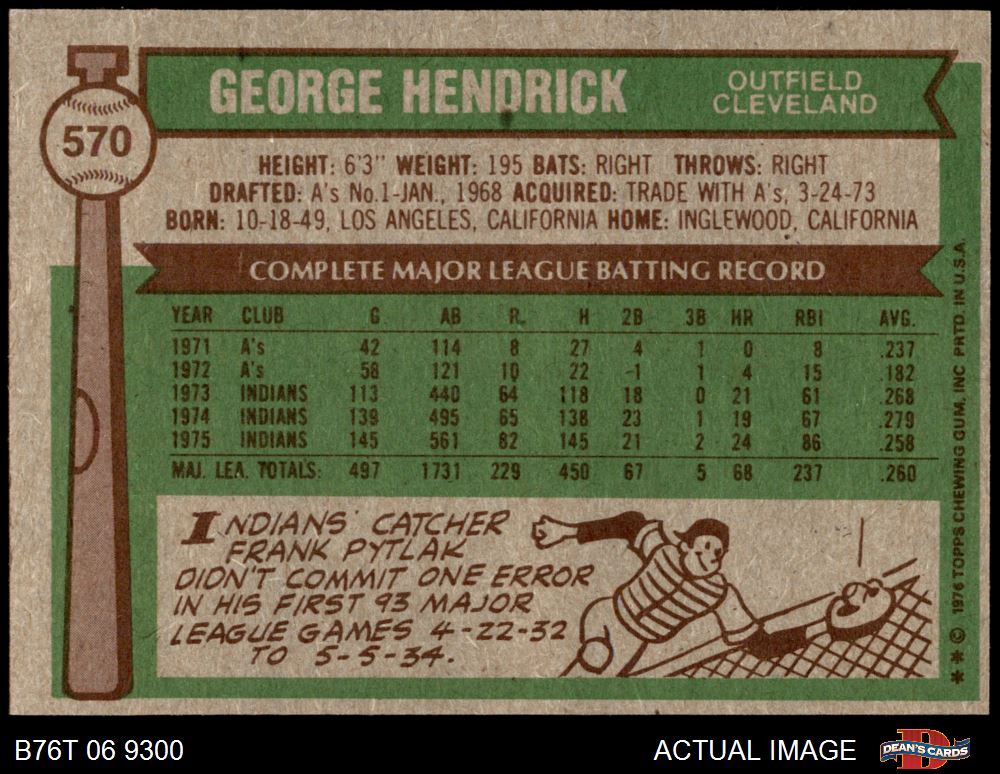 GEORGE HENDRICK
OUTFIELD
CLEVELAND
570
HEIGHT: 6'3" WEIGHT: 195 BATS: RIGHT THROWS: RIGHT
DRAFTED: A's No.1-JAN., 1968 ACQUIRED: TRADE WITH A's, 3-24-73
BORN: 10-18-49, LOS ANGELES, CALIFORNIA HOME: INGLEWOOD, CALIFORNIA
COMPLETE MAJOR LEAGUE BATTING RECORD
YEAR CLUB G AB R H 2B 3B HR RBI AVG.
1971 A's 42 114 8 27 4 1 0 8 .237
1972 A's 58 121 10 22 1 1 4 15 .182
1973 INDIANS 113 440 64 118 18 0 21 61 .268
1974 INDIANS 139 495 65 138 23 1 19 67 .279
1975 INDIANS 145 561 82 145 21 2 24 86 .258
MAJ. LEA. TOTALS: 497 1731 229 450 67 5 68 237 .260
INDIANS' CATCHER
FRANK PYTLAK
DIDN'T COMMIT ONE ERROR
IN HIS FIRST 93 MAJOR
LEAGUE GAMES 4-22-32
TO 5-5-34.
** © 1976 TOPPS CHEWING GUM, INC PRTD. IN U.S.A.
B76T 06 9300
ACTUAL IMAGE
DEAN'S CARDS